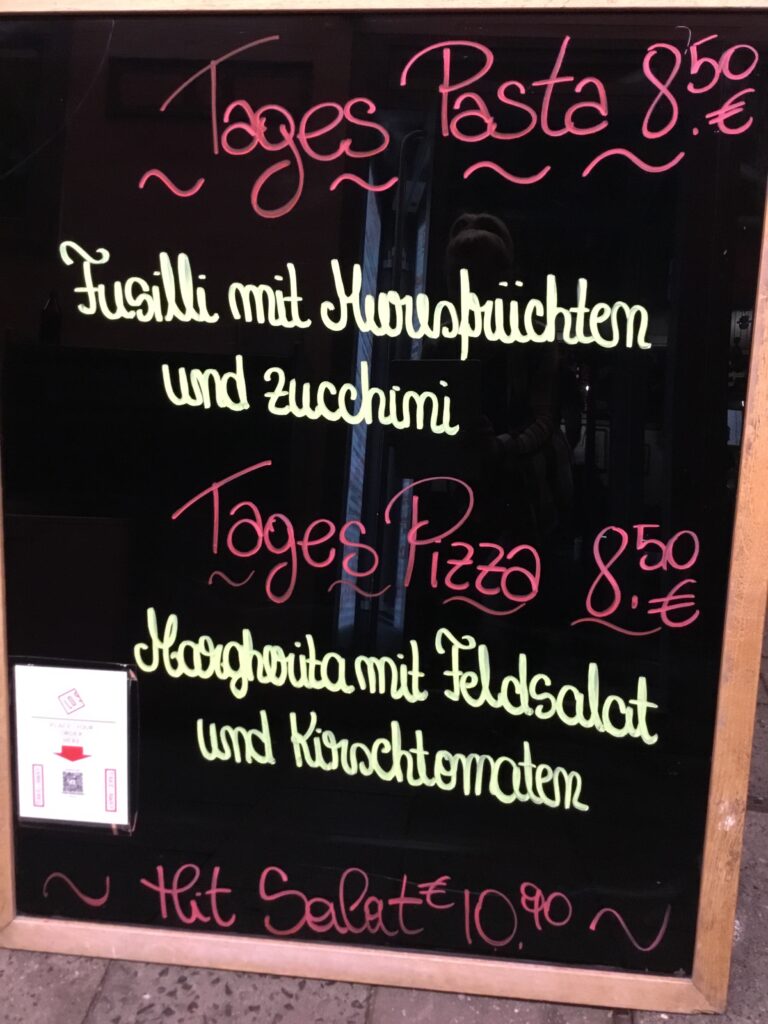 Tages Pasta 8.50 €
Fusilli mit Meeresfrüchten
und Zucchini
Tages Pizza 8.50 €
Margherita mit Feldsalat
und Kirschtomaten
~ Mit Salat € 10.90 ~